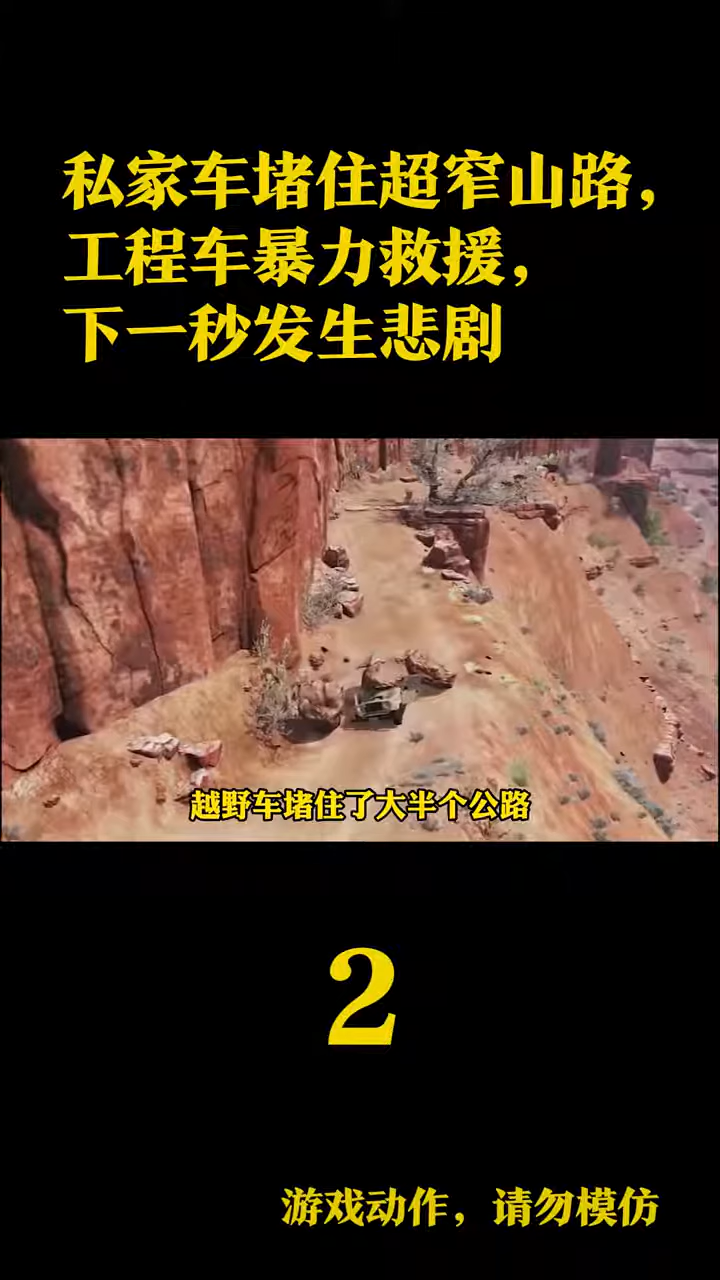 私家车堵住超窄山路，
工程车暴力救援，
下一秒发生悲剧
越野车堵住了大半个公路
2
游戏动作，请勿模仿